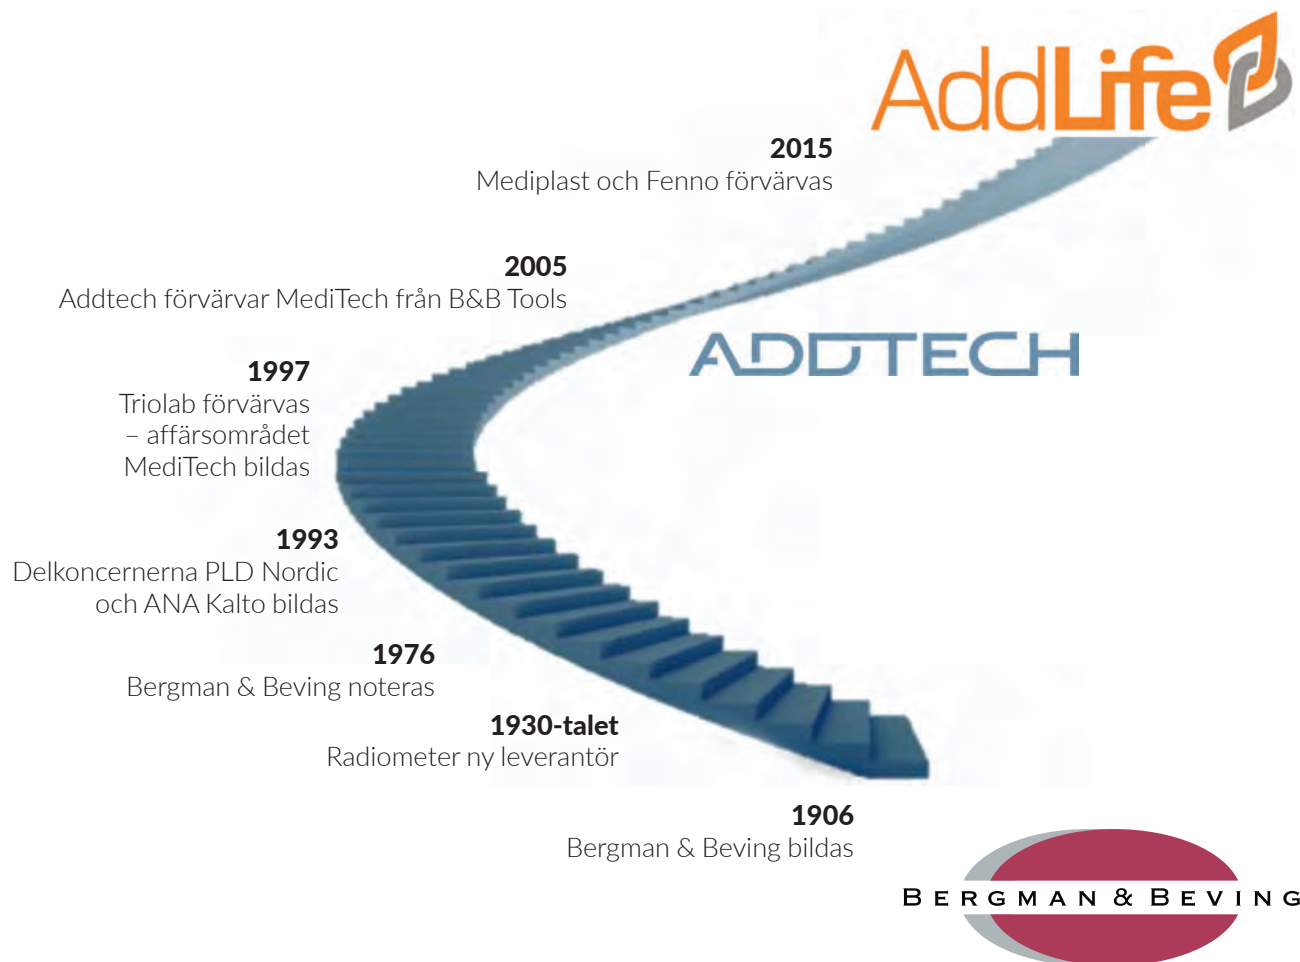 AddLife
2015
Mediplast och Fenno förvärvas
2005
Addtech förvärvar MediTech från B&B Tools
ADDTECH
1997
Triolab förvärvas
– affärsområdet
MediTech bildas
1993
Delkoncernerna PLD Nordic
och ANA Kalto bildas
1976
Bergman & Beving noteras
1930-talet
Radiometer ny leverantör
1906
Bergman & Beving bildas
BERGMAN & BEVING